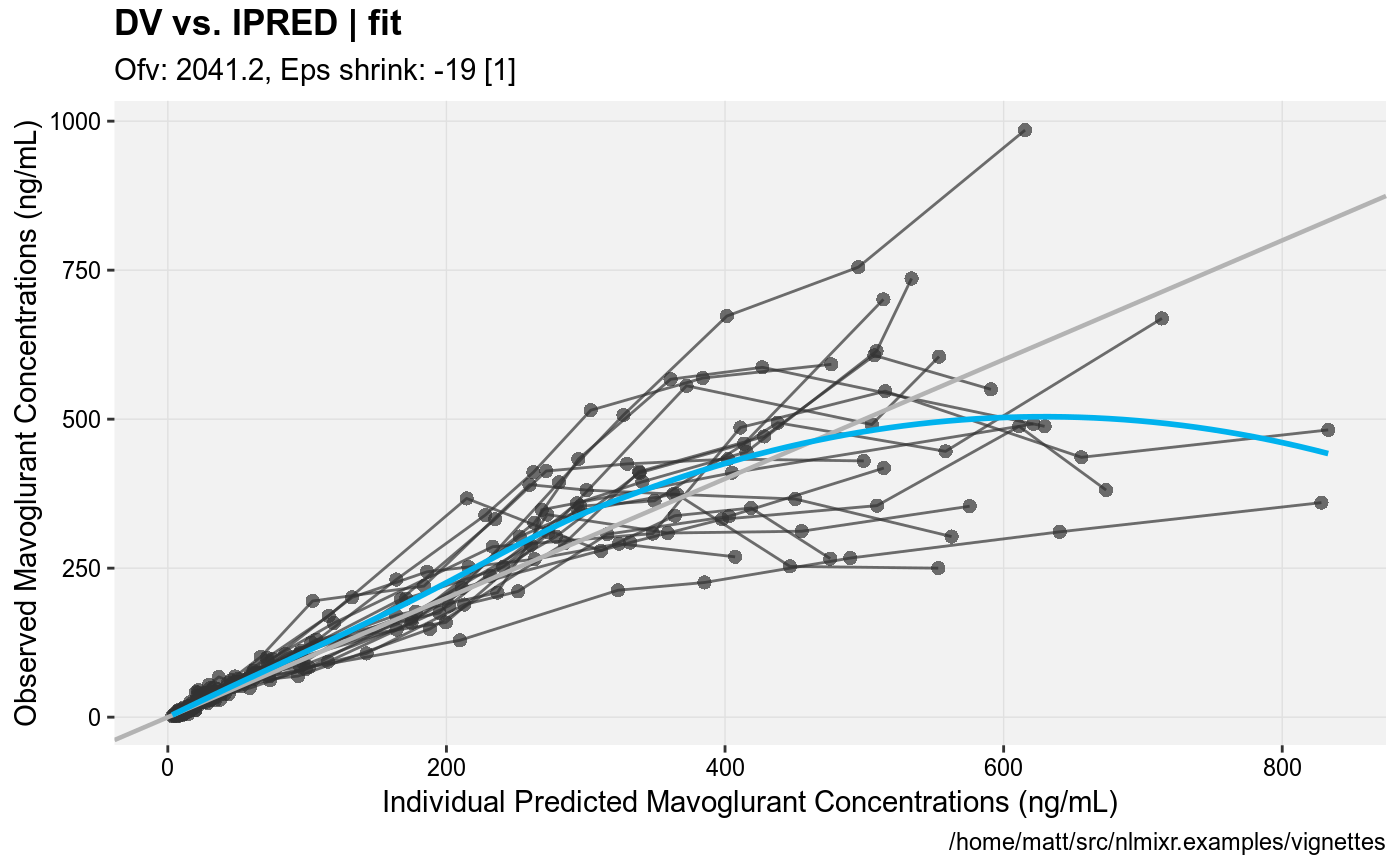 DV vs. IPRED | fit
Ofv: 2041.2, Eps shrink: -19 [1]
Observed Mavoglurant Concentrations (ng/mL)
1000
750
500
250
0
0 200 400 600 800
Individual Predicted Mavoglurant Concentrations (ng/mL)
/home/matt/src/nlmixr.examples/vignettes